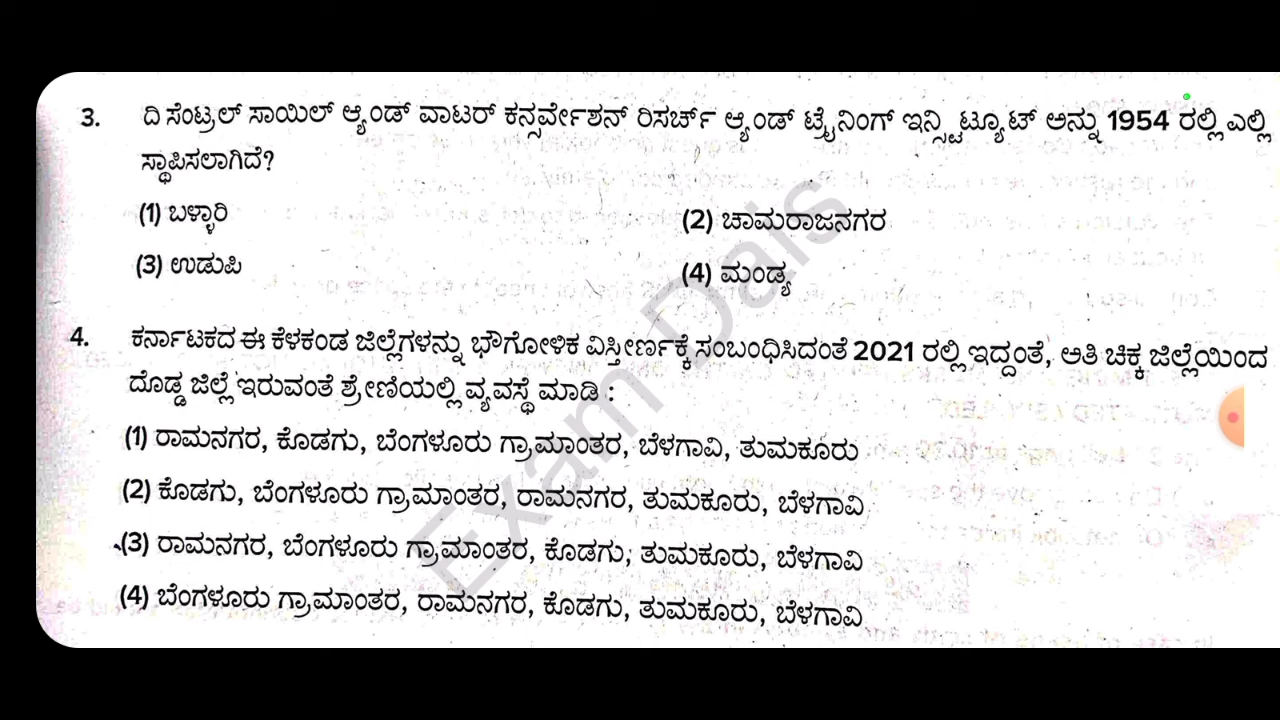 3. ದಿ ಸೆಂಟ್ರಲ್ ಸಾಯಿಲ್ ಆ್ಯಂಡ್ ವಾಟರ್ ಕನ್ಸರ್ವೇಶನ್ ರಿಸರ್ಚ್ ಆ್ಯಂಡ್ ಟ್ರೈನಿಂಗ್ ಇನ್ಸ್ಟಿಟ್ಯೂಟ್ ಅನ್ನು 1954 ರಲ್ಲಿ ಎಲ್ಲಿ
ಸ್ಥಾಪಿಸಲಾಗಿದೆ?
(1) ಬಳ್ಳಾರಿ (2) ಚಾಮರಾಜನಗರ
(3) ಉಡುಪಿ (4) ಮಂಡ್ಯ
4. ಕರ್ನಾಟಕದ ಈ ಕೆಳಕಂಡ ಜಿಲ್ಲೆಗಳನ್ನು ಭೌಗೋಳಿಕ ವಿಸ್ತೀರ್ಣಕ್ಕೆ ಸಂಬಂಧಿಸಿದಂತೆ 2021 ರಲ್ಲಿ ಇದ್ದಂತೆ, ಅತಿ ಚಿಕ್ಕ ಜಿಲ್ಲೆಯಿಂದ
ದೊಡ್ಡ ಜಿಲ್ಲೆ ಇರುವಂತೆ ಶ್ರೇಣಿಯಲ್ಲಿ ವ್ಯವಸ್ಥೆ ಮಾಡಿ :
(1) ರಾಮನಗರ, ಕೊಡಗು, ಬೆಂಗಳೂರು ಗ್ರಾಮಾಂತರ, ಬೆಳಗಾವಿ, ತುಮಕೂರು
(2) ಕೊಡಗು, ಬೆಂಗಳೂರು ಗ್ರಾಮಾಂತರ, ರಾಮನಗರ, ತುಮಕೂರು, ಬೆಳಗಾವಿ
(3) ರಾಮನಗರ, ಬೆಂಗಳೂರು ಗ್ರಾಮಾಂತರ, ಕೊಡಗು, ತುಮಕೂರು, ಬೆಳಗಾವಿ
(4) ಬೆಂಗಳೂರು ಗ್ರಾಮಾಂತರ, ರಾಮನಗರ, ಕೊಡಗು, ತುಮಕೂರು, ಬೆಳಗಾವಿ
Exam Dais